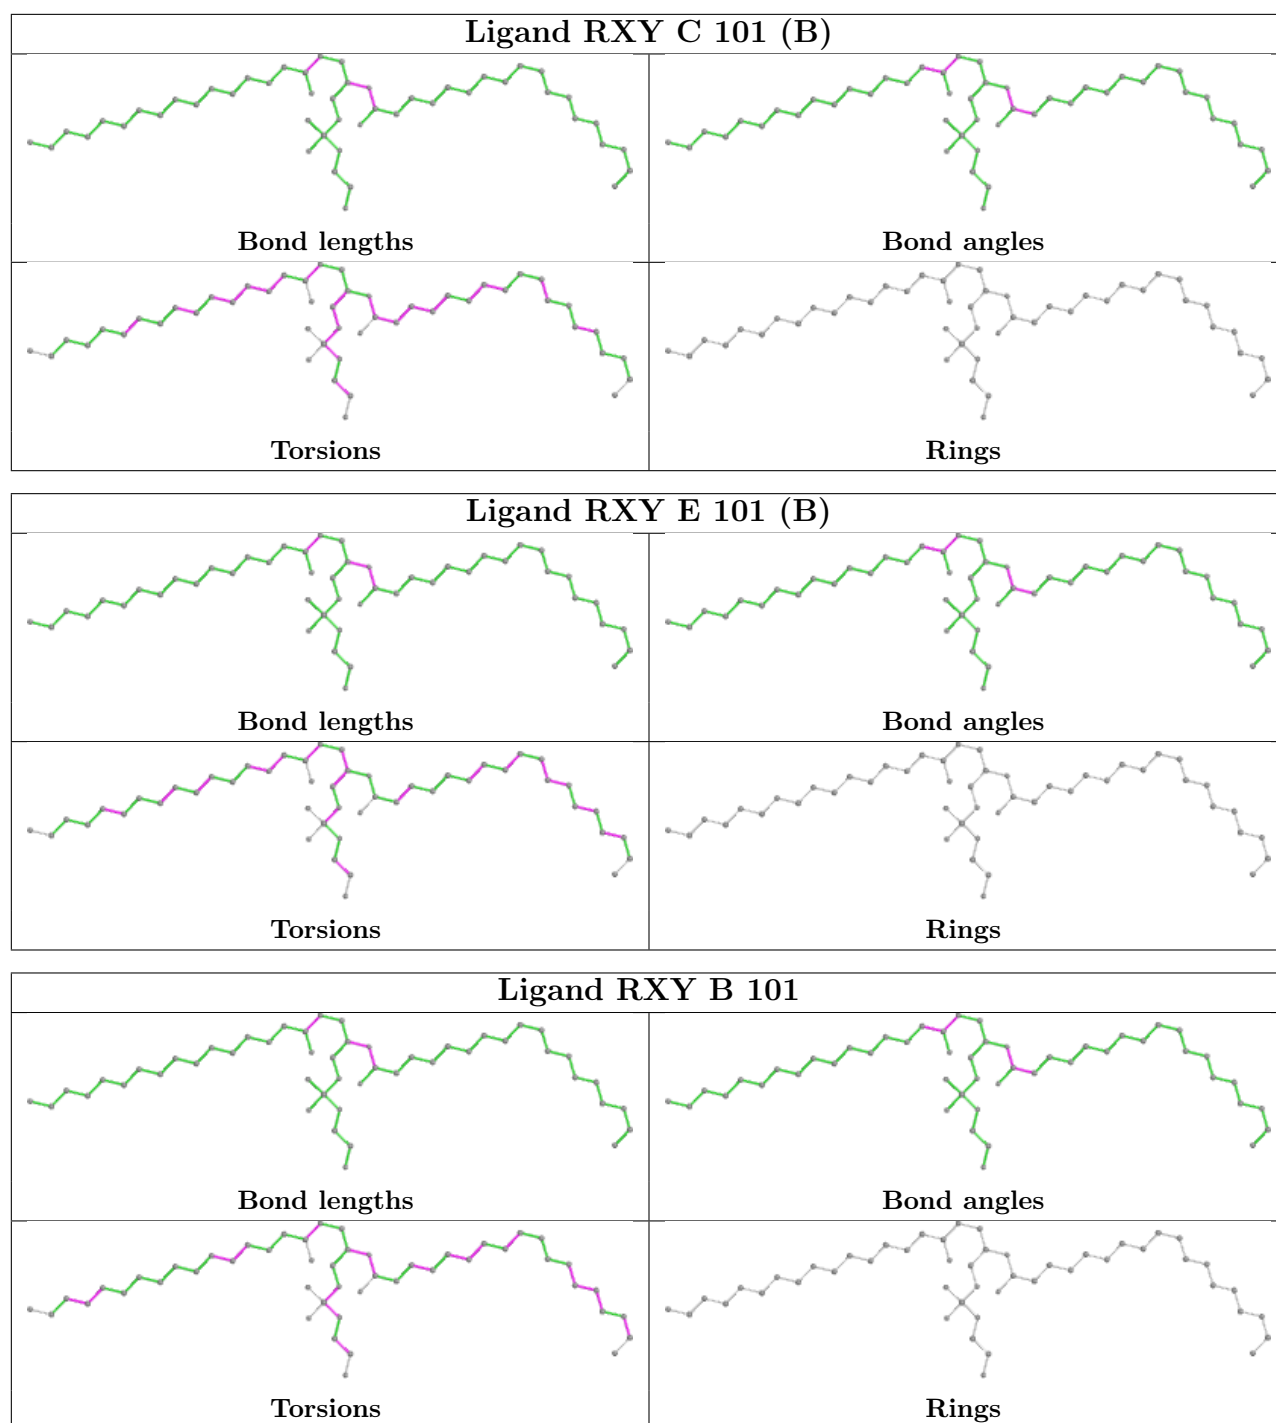 Ligand RXY C 101 (B)
Bond lengths
Bond angles
Torsions
Rings
Ligand RXY E 101 (B)
Bond lengths
Bond angles
Torsions
Rings
Ligand RXY B 101
Bond lengths
Bond angles
Torsions
Rings